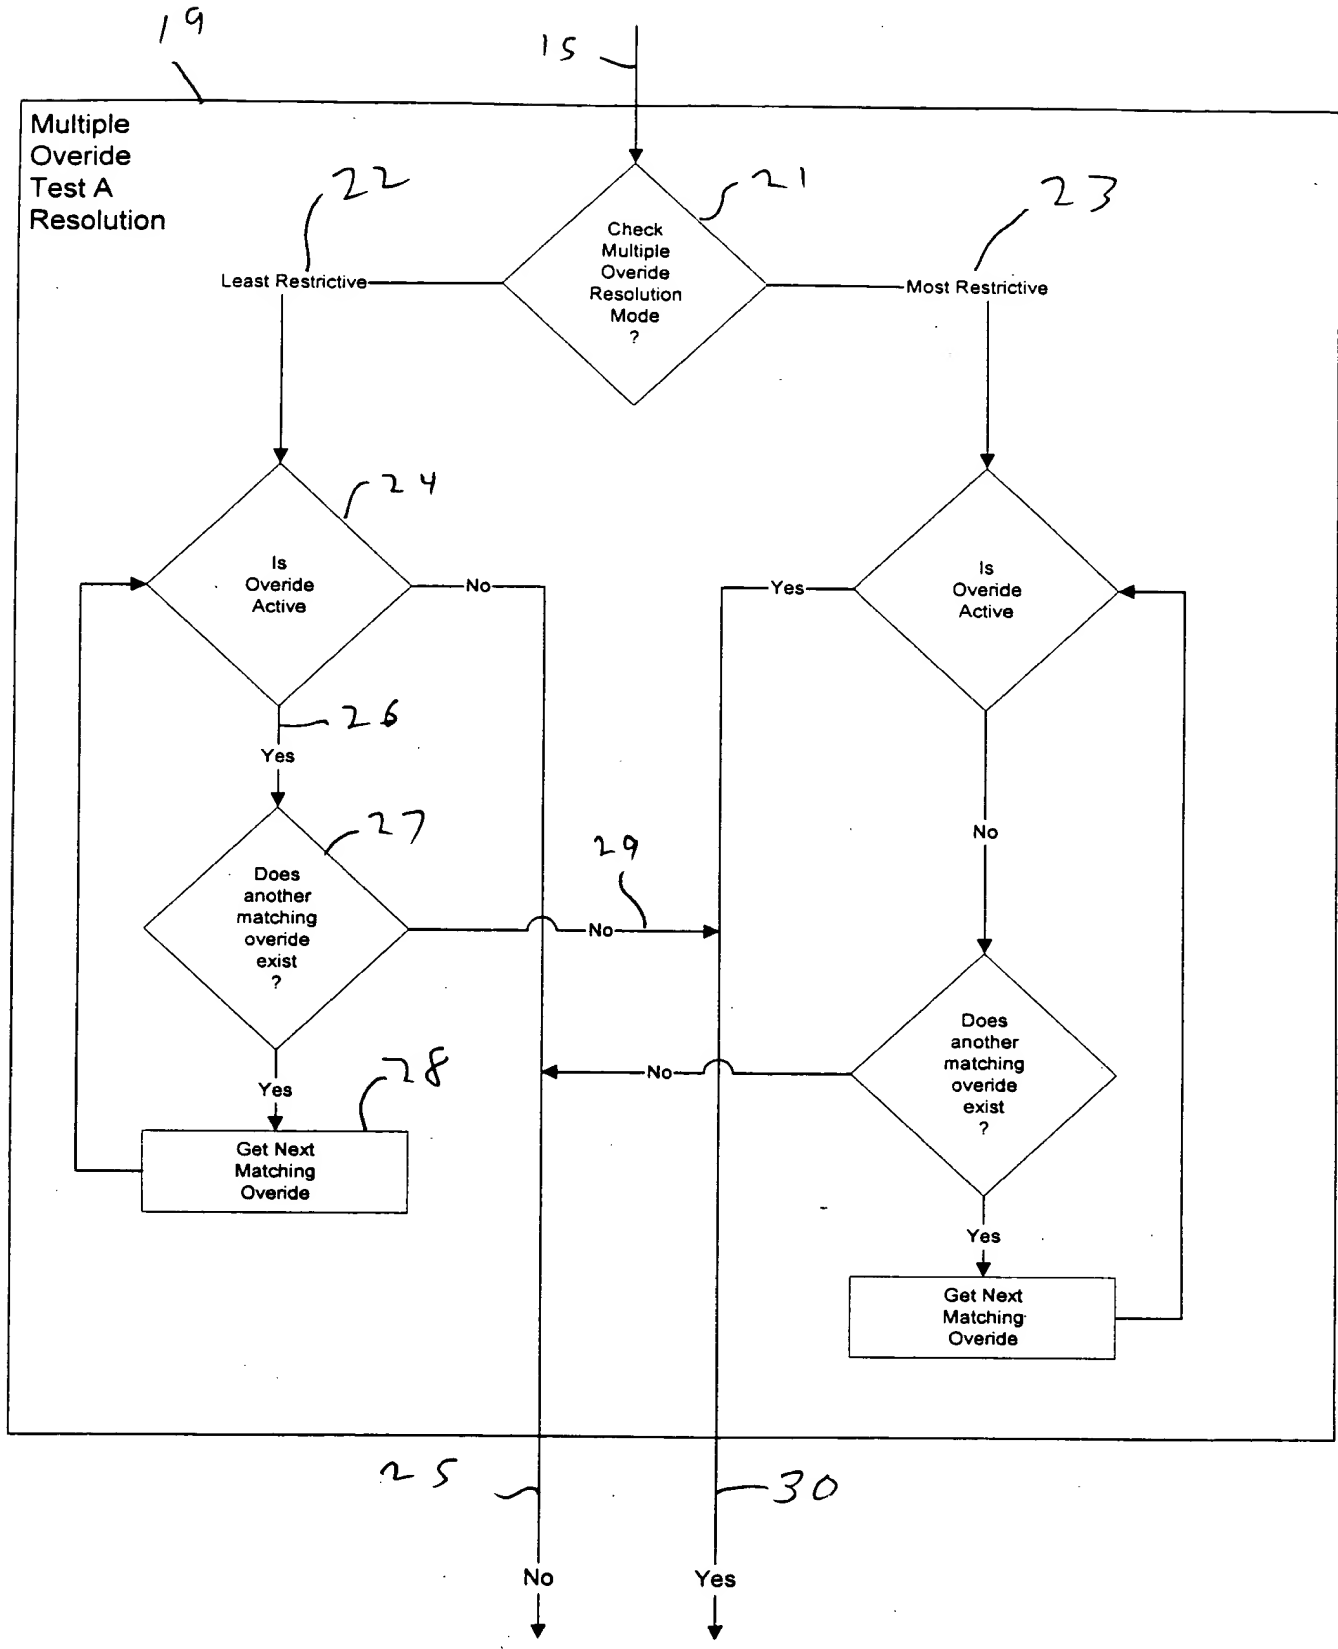 19
15
Multiple
Overide
Test A
Resolution
22
21
23
Check
Multiple
Overide
Resolution
Mode
?
Least Restrictive
Most Restrictive
24
Is
Overide
Active
No
Yes
Is
Overide
Active
26
Yes
No
27
29
Does
another
matching
overide
exist
?
No
Does
another
matching
overide
exist
?
No
Yes
28
Get Next
Matching
Overide
Yes
Get Next
Matching
Overide
25
30
No
Yes